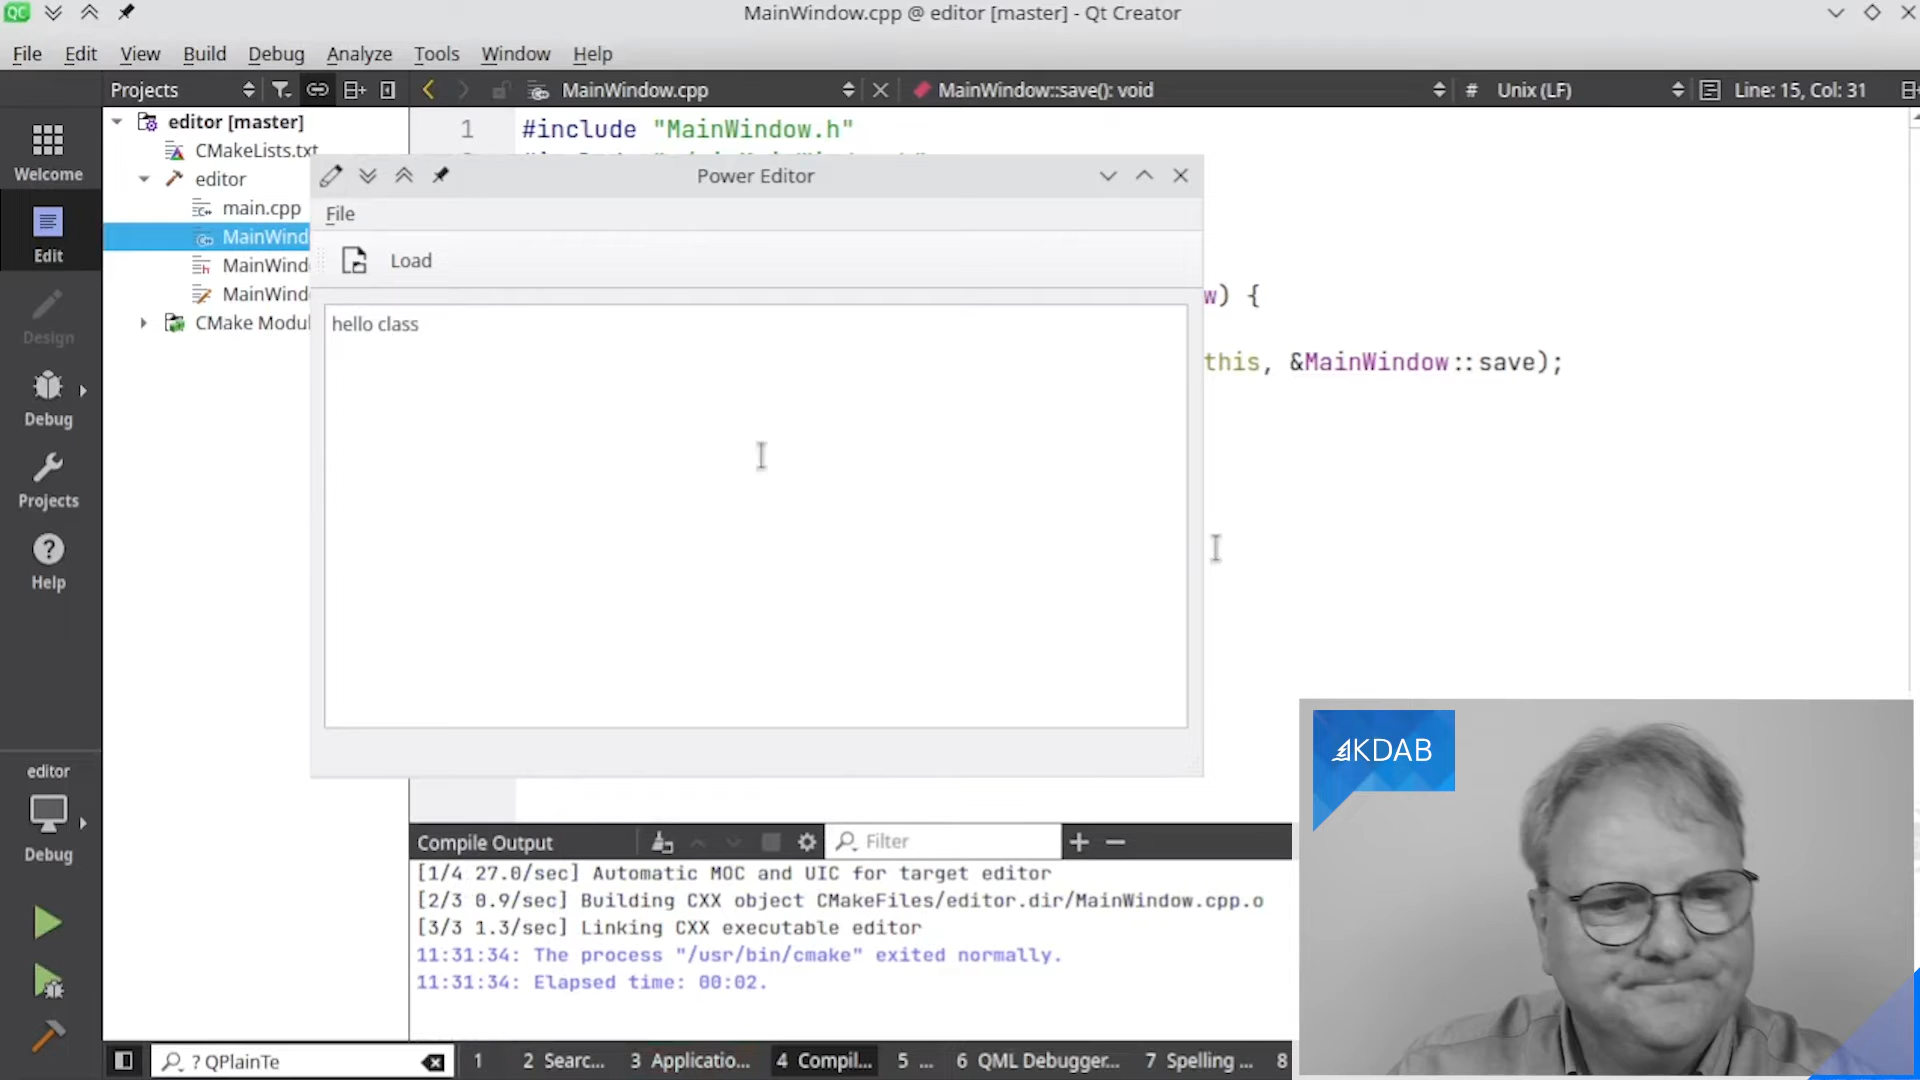 MainWindow.cpp @ editor [master] - Qt Creator
File Edit View Build Debug Analyze Tools Window Help
Projects MainWindow.cpp MainWindow::save(): void # Unix (LF) Line: 15, Col: 31
editor [master]
CMakeLists.txt
editor
main.cpp
MainWind
MainWind
MainWind
CMake Modul
Welcome
Edit
Design
Debug
Projects
Help
editor
Debug
1 #include "MainWindow.h"
w) {
this, &MainWindow::save);
Power Editor
File
Load
hello class
Compile Output Filter
[1/4 27.0/sec] Automatic MOC and UIC for target editor
[2/3 0.9/sec] Building CXX object CMakeFiles/editor.dir/MainWindow.cpp.o
[3/3 1.3/sec] Linking CXX executable editor
11:31:34: The process "/usr/bin/cmake" exited normally.
11:31:34: Elapsed time: 00:02.
? QPlainTe 1 2 Searc... 3 Applicatio... 4 Compil... 5 ... 6 QML Debugger... 7 Spelling ... 8
KDAB